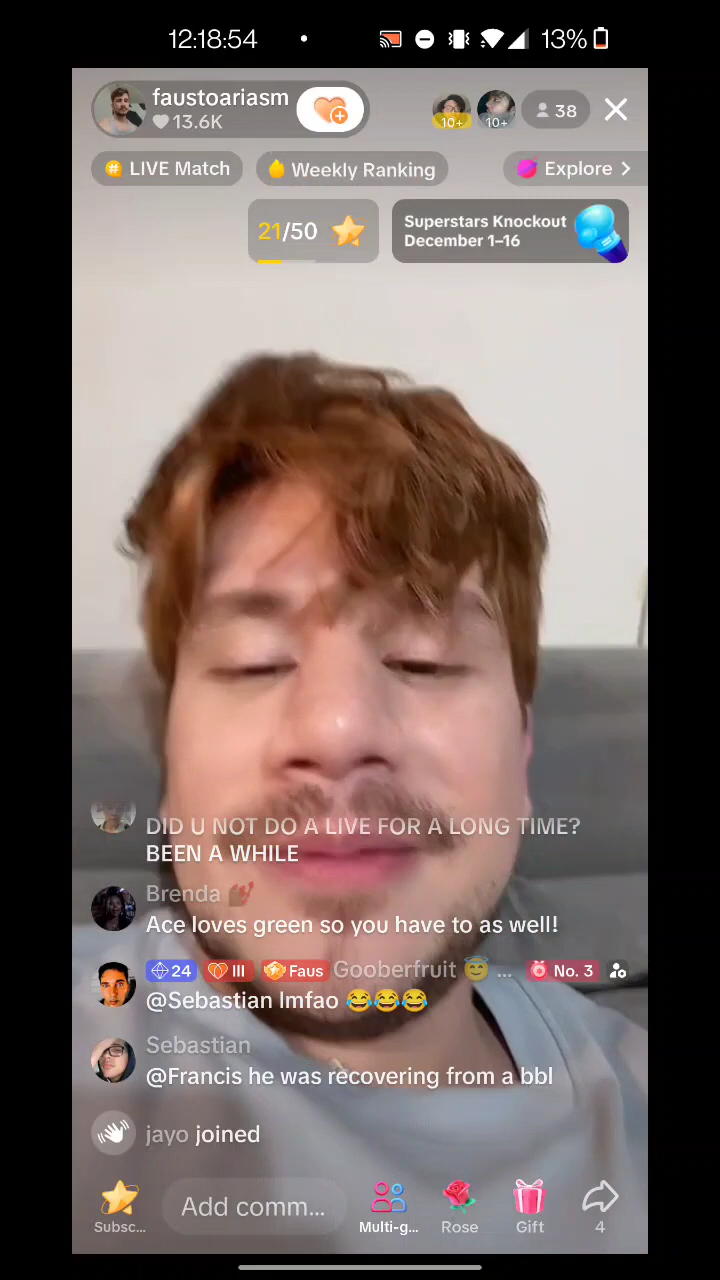 12:18:54
13%
faustoariasm
13.6K
10+
10+
38
LIVE Match
Weekly Ranking
Explore
21/50
Superstars Knockout
December 1–16
DID U NOT DO A LIVE FOR A LONG TIME?
BEEN A WHILE
Brenda
Ace loves green so you have to as well!
24 III Faus Gooberfruit 😇 ... No. 3
@Sebastian lmfao 😂😂😂
Sebastian
@Francis he was recovering from a bbl
jayo joined
Add comm...
Subsc...
Multi-g...
Rose
Gift
4